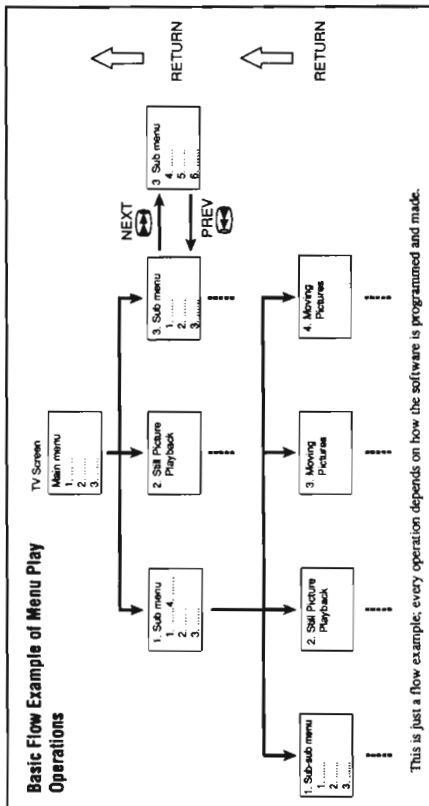 Basic Flow Example of Menu Play
Operations
TV Screen
Main menu
1. ......
2. ......
3. ......
1. Sub menu
1. ......4. ......
2. ......
3. ......
2. Still Picture
Playback
3. Sub menu
1. ......
2. ......
3. ......
NEXT
PREV
3 Sub menu
4. ......
5. ......
6. ......
RETURN
1. Sub-sub menu
1. ......
2. ......
3. ......
2. Still Picture
Playback
3. Moving
Pictures
4. Moving
Pictures
RETURN
This is just a flow example; every operation depends on how the software is programmed and made.